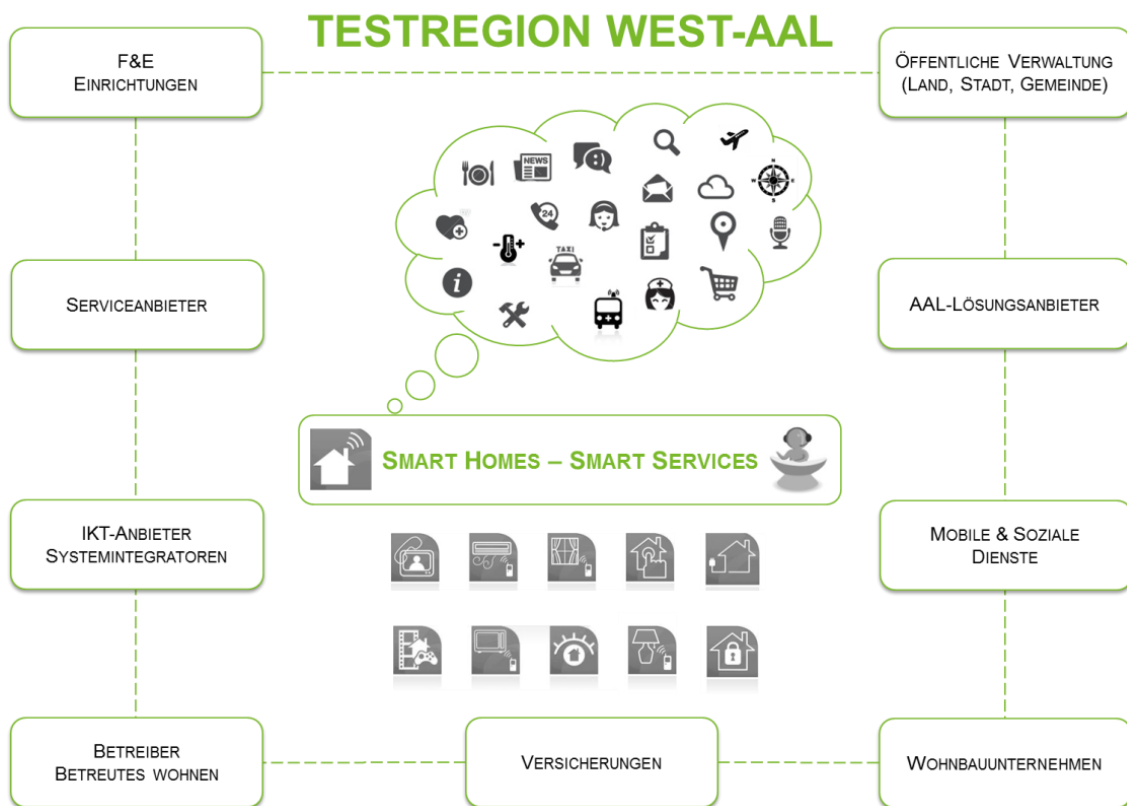 TESTREGION WEST-AAL
F&E
EINRICHTUNGEN
ÖFFENTLICHE VERWALTUNG
(LAND, STADT, GEMEINDE)
NEWS
N
W E
S
24
TAXI
- +
i
SERVICEANBIETER
AAL-LÖSUNGSANBIETER
SMART HOMES – SMART SERVICES
IKT-ANBIETER
SYSTEMINTEGRATOREN
MOBILE & SOZIALE
DIENSTE
BETREIBER
BETREUTES WOHNEN
VERSICHERUNGEN
WOHNBAUUNTERNEHMEN